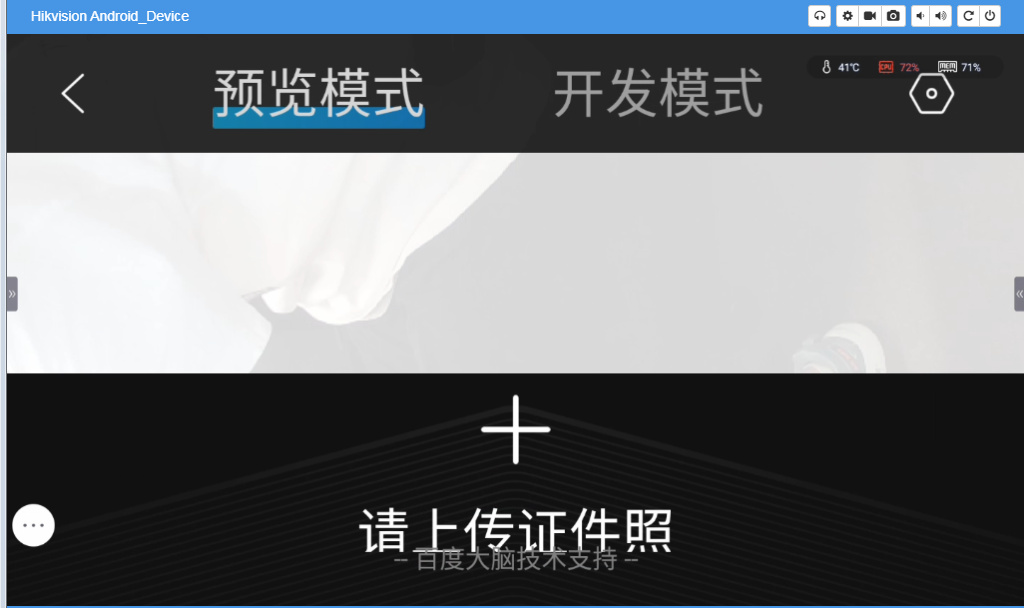 Hikvision Android_Device
41℃ CPU 72% MEM 71%
预览模式 开发模式
请上传证件照
-- 百度大脑技术支持 --